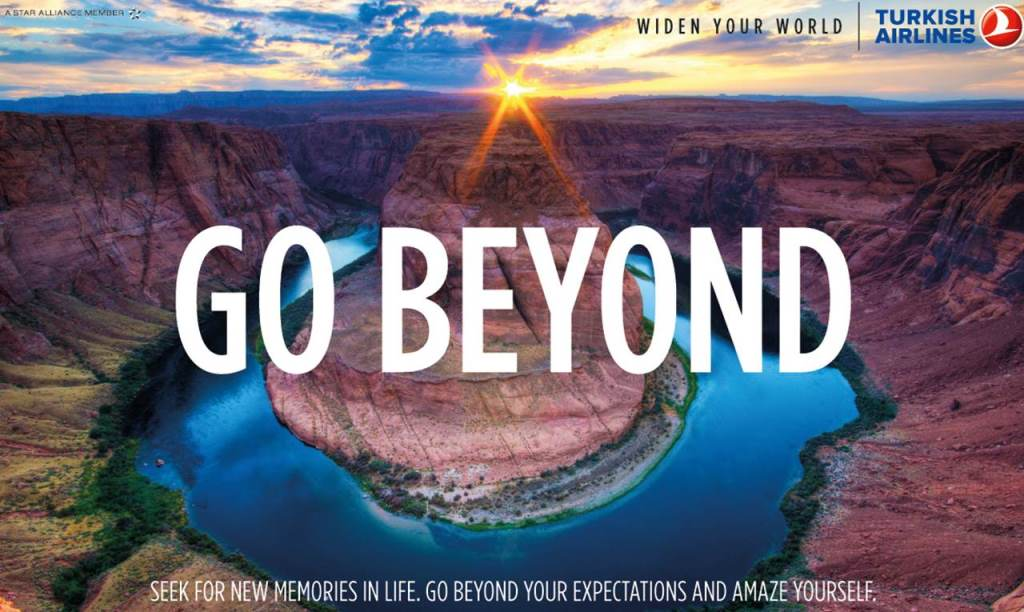 A STAR ALLIANCE MEMBER
WIDEN YOUR WORLD
TURKISH
AIRLINES
GO BEYOND
SEEK FOR NEW MEMORIES IN LIFE. GO BEYOND YOUR EXPECTATIONS AND AMAZE YOURSELF.